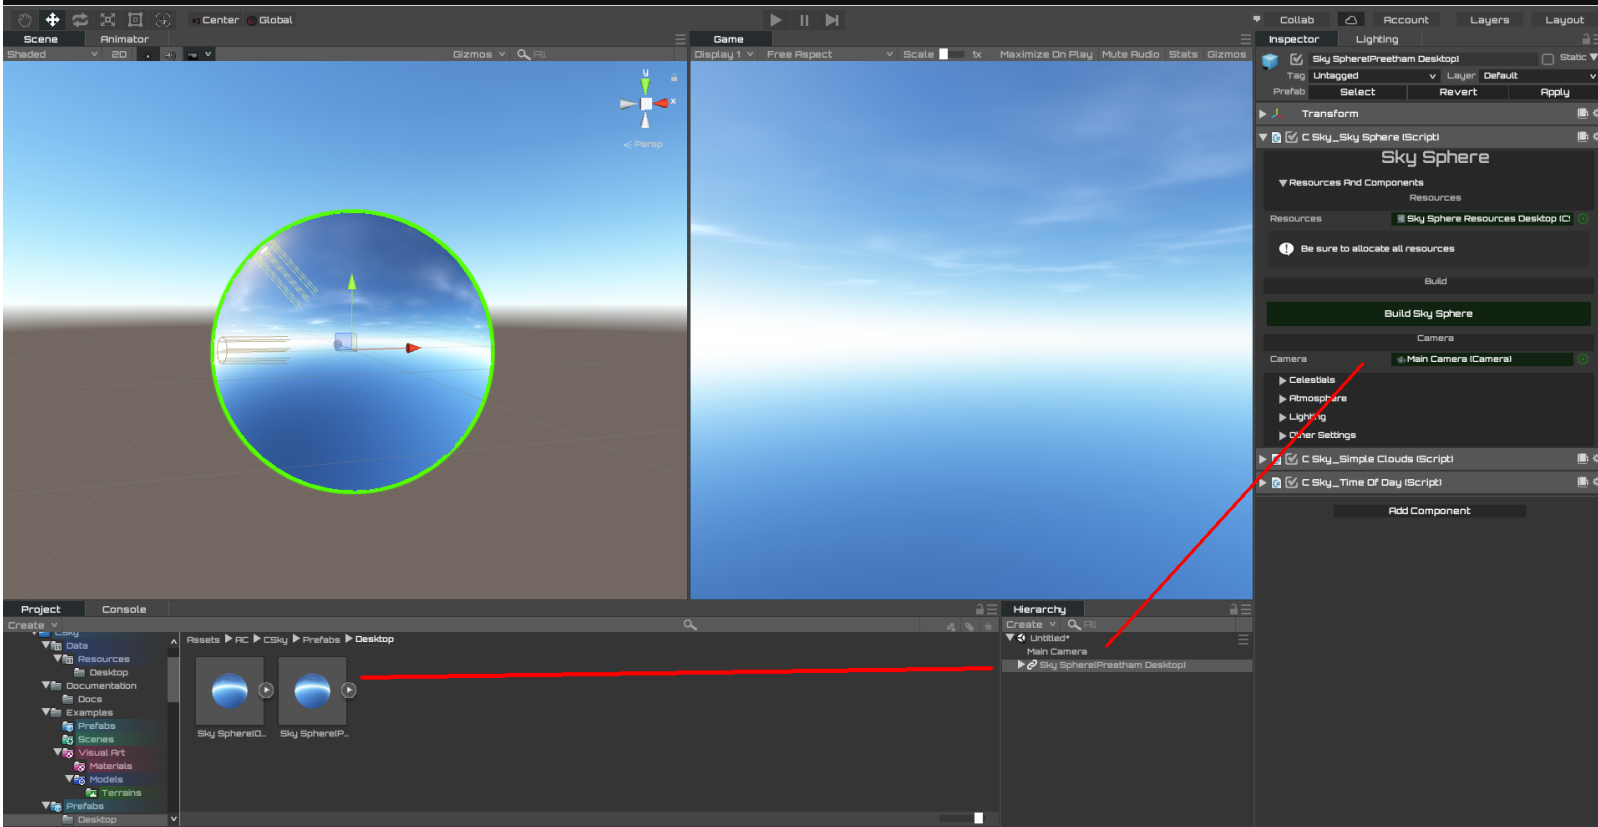 Center Global
Collab Account Layers Layout
Scene Animator
Shaded 2D Gizmos All
Persp
y
x
Game
Display 1 Free Aspect Scale 1x Maximize On Play Mute Audio Stats Gizmos
Inspector Lighting
Sky Sphere(Preetham Desktop) Static
Tag Untagged Layer Default
Prefab Select Revert Apply
Transform
C Sky_Sky Sphere (Script)
Sky Sphere
Resources And Components
Resources
Resources Sky Sphere Resources Desktop (C
Be sure to allocate all resources
Build
Build Sky Sphere
Camera
Camera Main Camera (Camera)
Celestials
Atmosphere
Lighting
Other Settings
C Sky_Simple Clouds (Script)
C Sky_Time Of Day (Script)
Add Component
Project Console
Create
CSky
Data
Resources
Desktop
Documentation
Docs
Examples
Prefabs
Scenes
Visual Art
Materials
Models
Terrains
Prefabs
Desktop
Assets AC CSky Prefabs Desktop
Sky Sphere(D... Sky Sphere(P...
Hierarchy
Create All
Untitled*
Main Camera
Sky Sphere(Preetham Desktop)